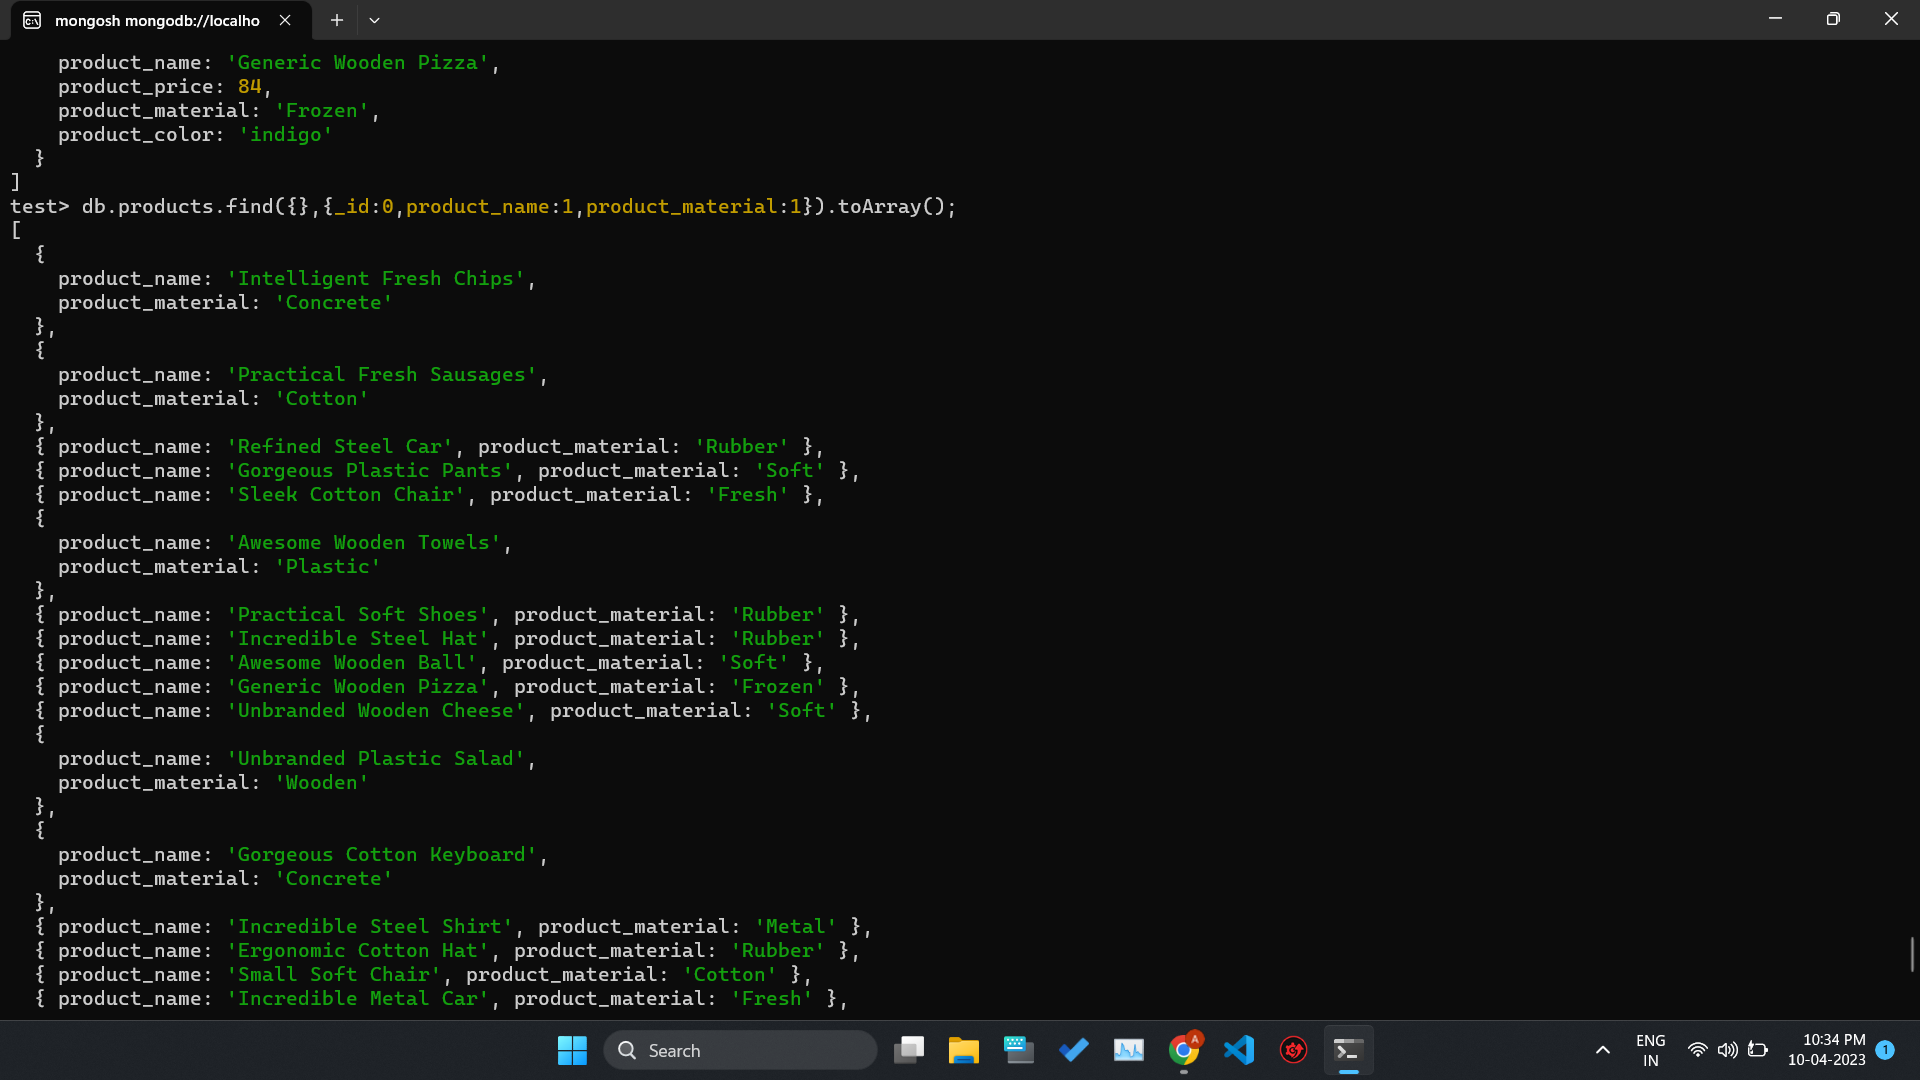 mongosh mongodb://localho
product_name: 'Generic Wooden Pizza',
product_price: 84,
product_material: 'Frozen',
product_color: 'indigo'
}
]
test> db.products.find({},{_id:0,product_name:1,product_material:1}).toArray();
[
{
product_name: 'Intelligent Fresh Chips',
product_material: 'Concrete'
},
{
product_name: 'Practical Fresh Sausages',
product_material: 'Cotton'
},
{ product_name: 'Refined Steel Car', product_material: 'Rubber' },
{ product_name: 'Gorgeous Plastic Pants', product_material: 'Soft' },
{ product_name: 'Sleek Cotton Chair', product_material: 'Fresh' },
{
product_name: 'Awesome Wooden Towels',
product_material: 'Plastic'
},
{ product_name: 'Practical Soft Shoes', product_material: 'Rubber' },
{ product_name: 'Incredible Steel Hat', product_material: 'Rubber' },
{ product_name: 'Awesome Wooden Ball', product_material: 'Soft' },
{ product_name: 'Generic Wooden Pizza', product_material: 'Frozen' },
{ product_name: 'Unbranded Wooden Cheese', product_material: 'Soft' },
{
product_name: 'Unbranded Plastic Salad',
product_material: 'Wooden'
},
{
product_name: 'Gorgeous Cotton Keyboard',
product_material: 'Concrete'
},
{ product_name: 'Incredible Steel Shirt', product_material: 'Metal' },
{ product_name: 'Ergonomic Cotton Hat', product_material: 'Rubber' },
{ product_name: 'Small Soft Chair', product_material: 'Cotton' },
{ product_name: 'Incredible Metal Car', product_material: 'Fresh' },
Search
A
ENG
IN
10:34 PM
10-04-2023
1